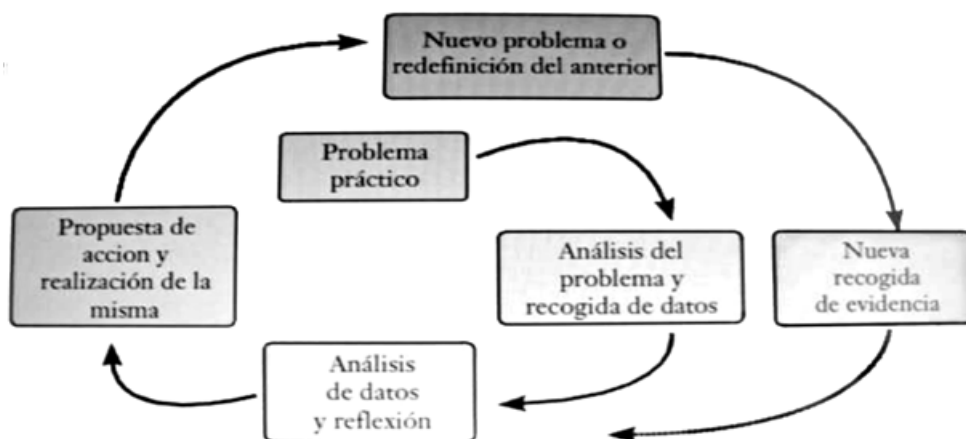 Nuevo problema o
redefinición del anterior
Problema
práctico
Propuesta de
accion y
realización de la
misma
Análisis del
problema y
recogida de datos
Nueva
recogida
de evidencia
Análisis
de datos
y reflexión